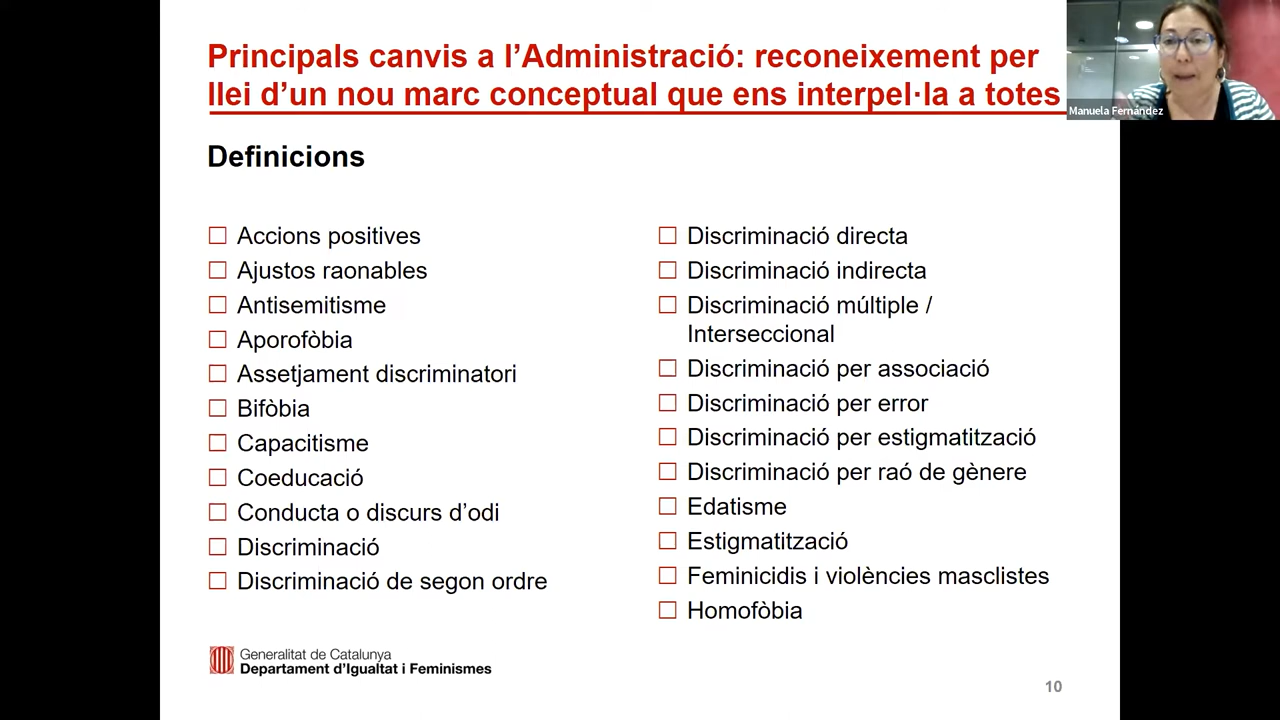 Principals canvis a l’Administració: reconeixement per
llei d’un nou marc conceptual que ens interpel·la a totes
Manuela Fernández
Definicions
Accions positives
Ajustos raonables
Antisemitisme
Aporofòbia
Assetjament discriminatori
Bifòbia
Capacitisme
Coeducació
Conducta o discurs d’odi
Discriminació
Discriminació de segon ordre
Discriminació directa
Discriminació indirecta
Discriminació múltiple /
Interseccional
Discriminació per associació
Discriminació per error
Discriminació per estigmatització
Discriminació per raó de gènere
Edatisme
Estigmatització
Feminicidis i violències masclistes
Homofòbia
Generalitat de Catalunya
Departament d’Igualtat i Feminismes
10